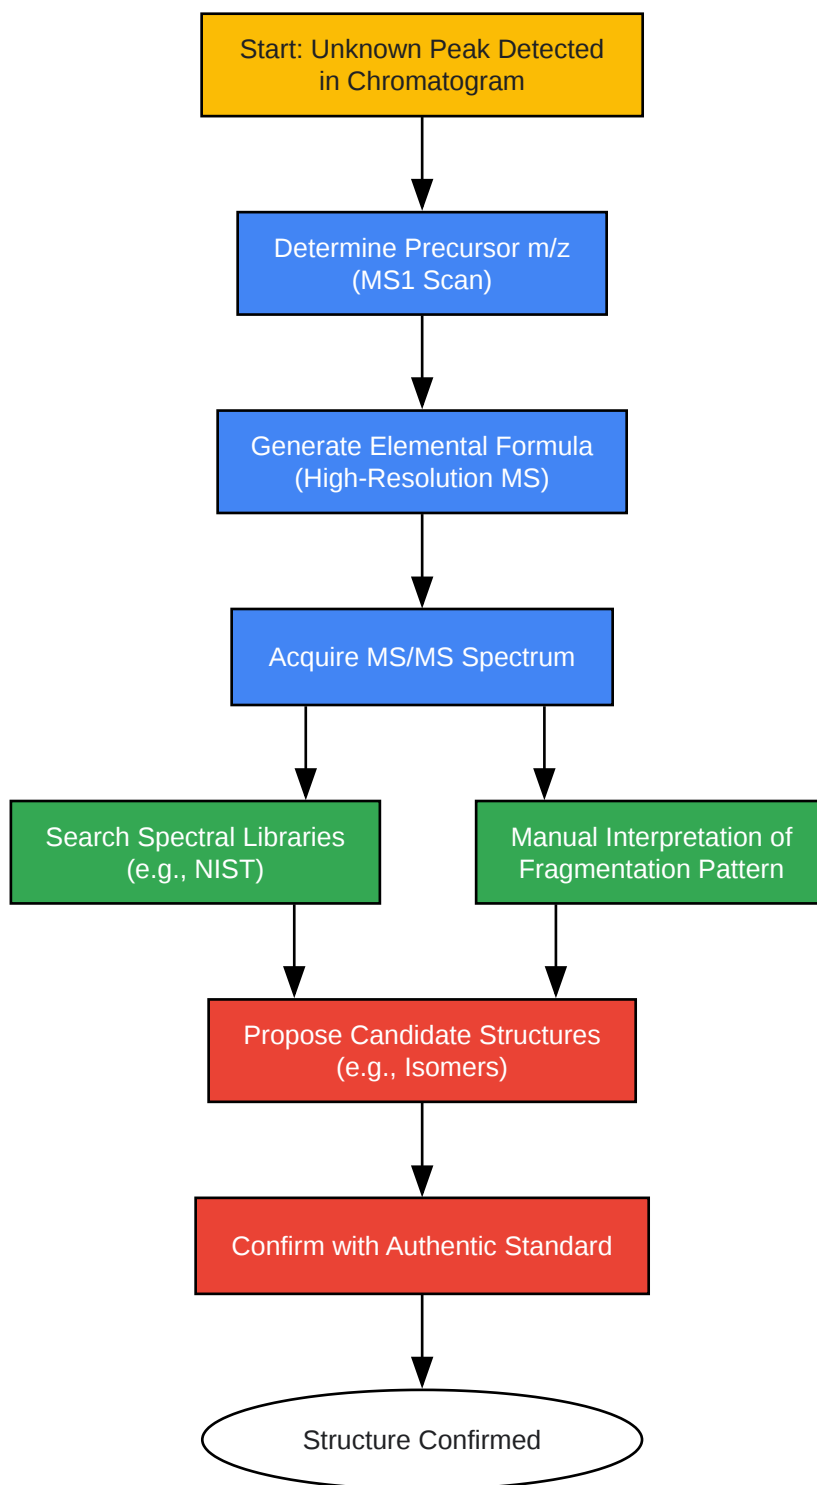 Start: Unknown Peak Detected
in Chromatogram
Determine Precursor m/z
(MS1 Scan)
Generate Elemental Formula
(High-Resolution MS)
Acquire MS/MS Spectrum
Search Spectral Libraries
(e.g., NIST)
Manual Interpretation of
Fragmentation Pattern
Propose Candidate Structures
(e.g., Isomers)
Confirm with Authentic Standard
Structure Confirmed